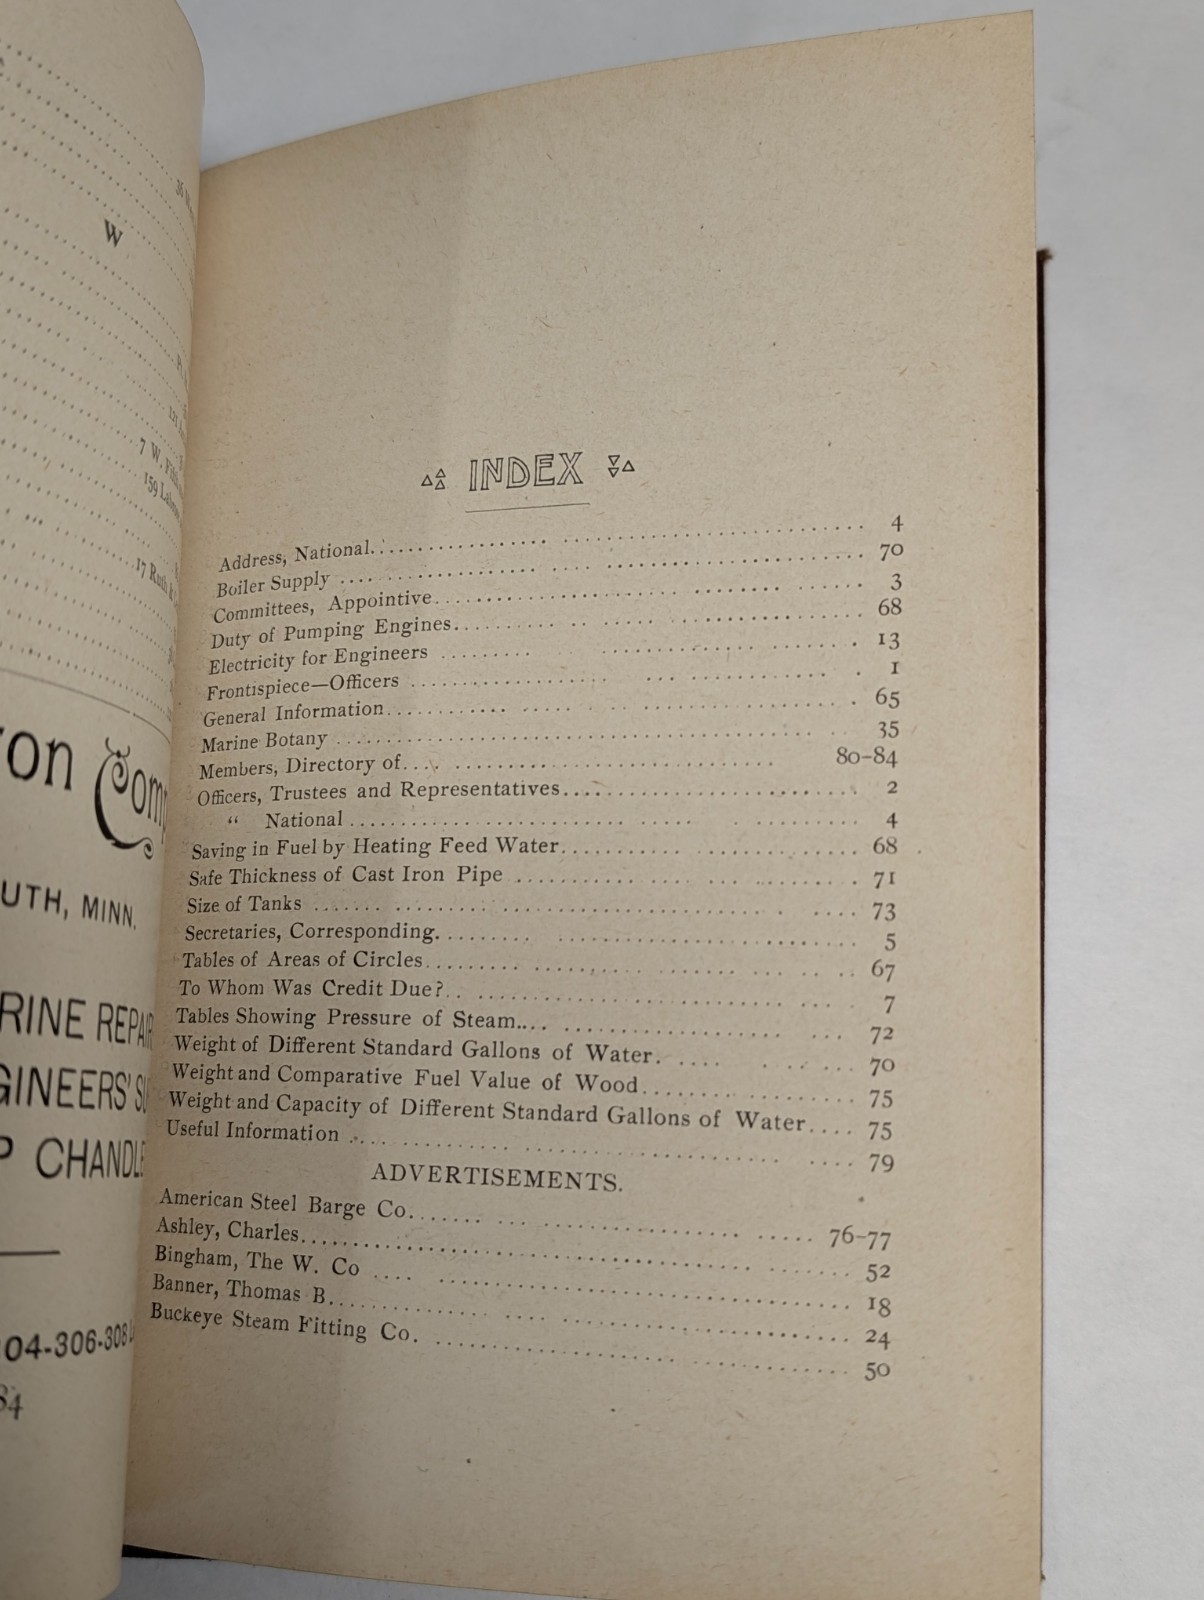 W
7 W. F
159 Lak
17 Ruth
on Comp
UTH, MINN.
RINE REPAIR
GINEERS' S
P CHANDLE
04-306-308
84
INDEX
Address, National. 4
Boiler Supply 70
Committees, Appointive 3
Duty of Pumping Engines 68
Electricity for Engineers 13
Frontispiece—Officers 1
General Information 65
Marine Botany 35
Members, Directory of 80-84
Officers, Trustees and Representatives 2
“ National 4
Saving in Fuel by Heating Feed Water 68
Safe Thickness of Cast Iron Pipe 71
Size of Tanks 73
Secretaries, Corresponding 5
Tables of Areas of Circles 67
To Whom Was Credit Due? 7
Tables Showing Pressure of Steam 72
Weight of Different Standard Gallons of Water 70
Weight and Comparative Fuel Value of Wood 75
Weight and Capacity of Different Standard Gallons of Water 75
Useful Information 79
ADVERTISEMENTS.
American Steel Barge Co. 76-77
Ashley, Charles 52
Bingham, The W. Co 18
Banner, Thomas B. 24
Buckeye Steam Fitting Co. 50